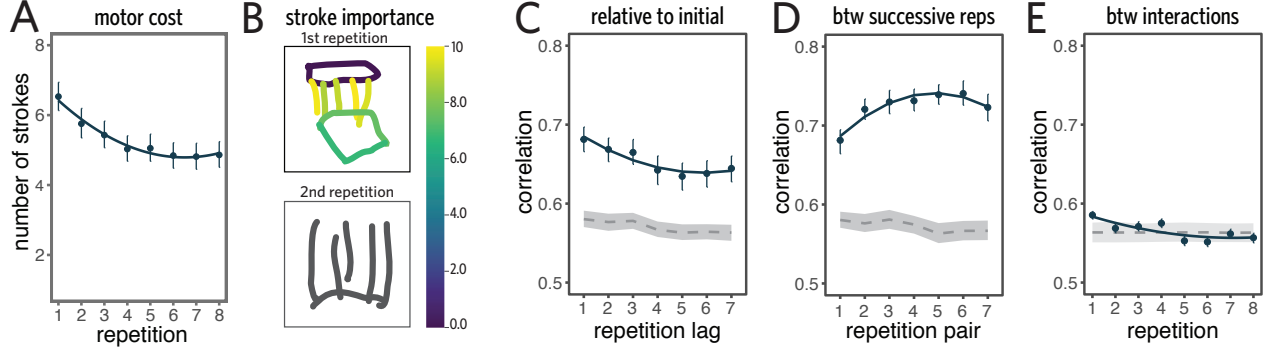 A
motor cost
number of strokes
8
6
4
2
1 2 3 4 5 6 7 8
repetition
B
stroke importance
1st repetition
2nd repetition
10
8.0
6.0
4.0
2.0
0.0
C
relative to initial
correlation
0.8
0.7
0.6
0.5
1 2 3 4 5 6 7
repetition lag
D
btw successive reps
correlation
0.8
0.7
0.6
0.5
1 2 3 4 5 6 7
repetition pair
E
btw interactions
correlation
0.8
0.7
0.6
0.5
1 2 3 4 5 6 7 8
repetition